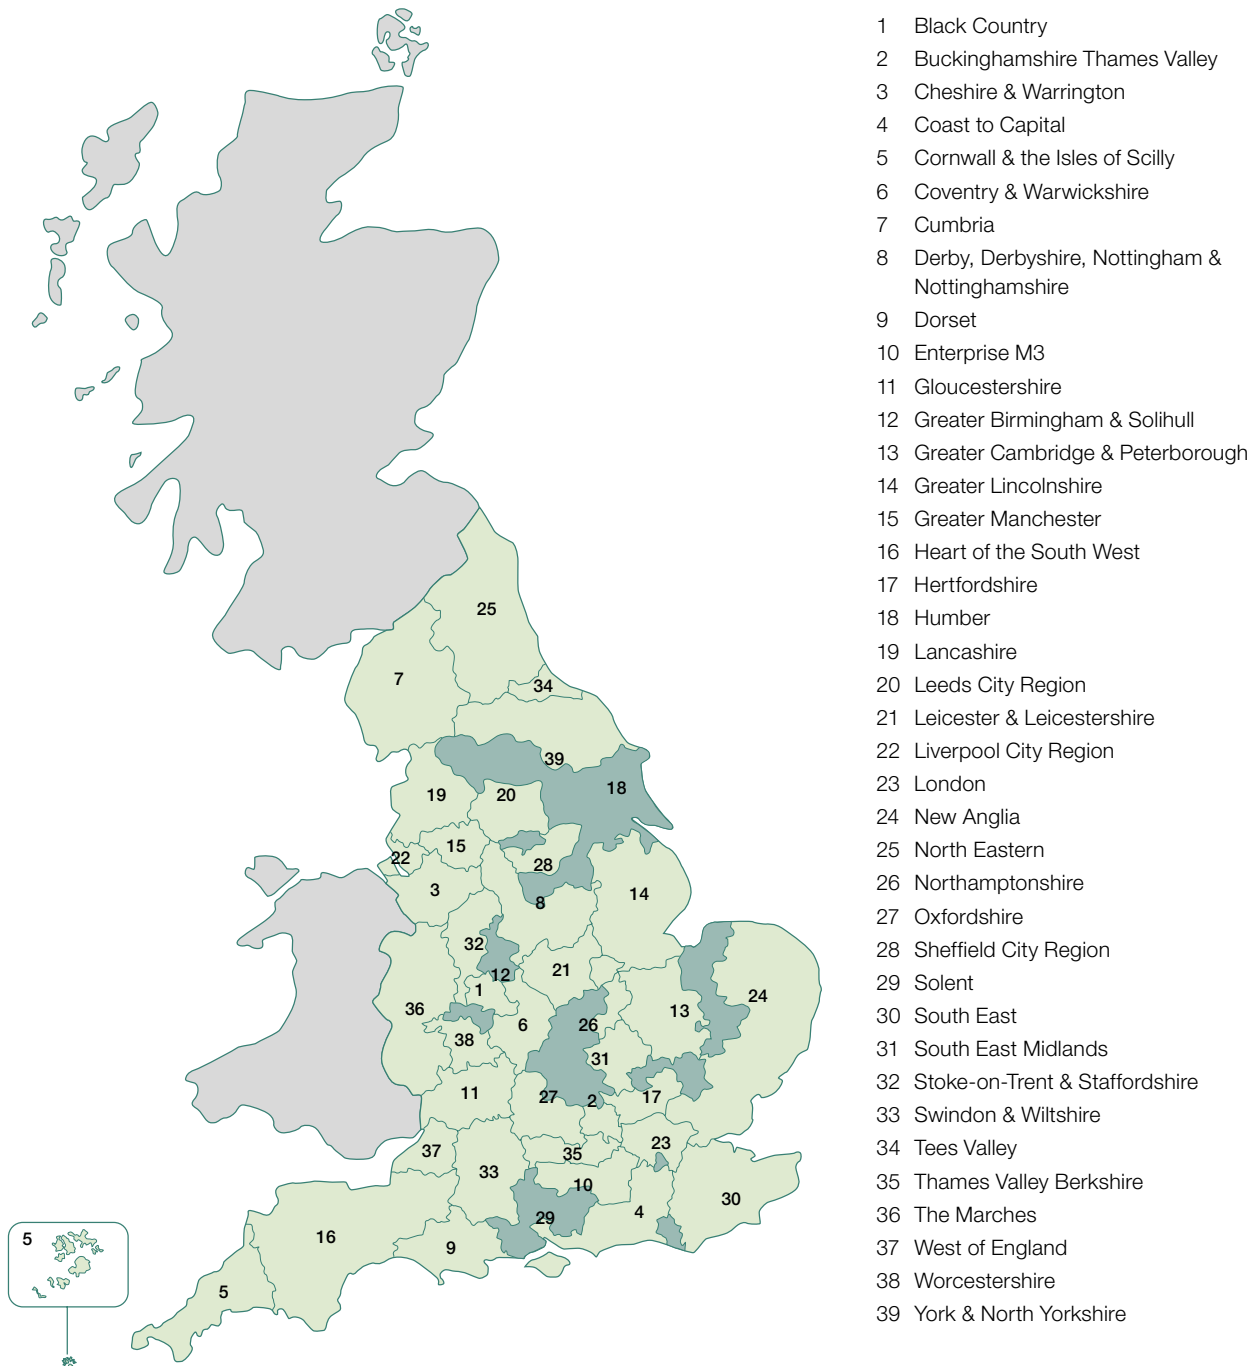 1 Black Country
2 Buckinghamshire Thames Valley
3 Cheshire & Warrington
4 Coast to Capital
5 Cornwall & the Isles of Scilly
6 Coventry & Warwickshire
7 Cumbria
8 Derby, Derbyshire, Nottingham &
Nottinghamshire
9 Dorset
10 Enterprise M3
11 Gloucestershire
12 Greater Birmingham & Solihull
13 Greater Cambridge & Peterborough
14 Greater Lincolnshire
15 Greater Manchester
16 Heart of the South West
17 Hertfordshire
18 Humber
19 Lancashire
20 Leeds City Region
21 Leicester & Leicestershire
22 Liverpool City Region
23 London
24 New Anglia
25 North Eastern
26 Northamptonshire
27 Oxfordshire
28 Sheffield City Region
29 Solent
30 South East
31 South East Midlands
32 Stoke-on-Trent & Staffordshire
33 Swindon & Wiltshire
34 Tees Valley
35 Thames Valley Berkshire
36 The Marches
37 West of England
38 Worcestershire
39 York & North Yorkshire
25
7
34
39
18
19
20
15
22
28
3
14
8
32
12
21
1
24
36
13
6
26
38
31
11
27
2
17
37
23
35
33
10
30
4
29
16
9
5
5